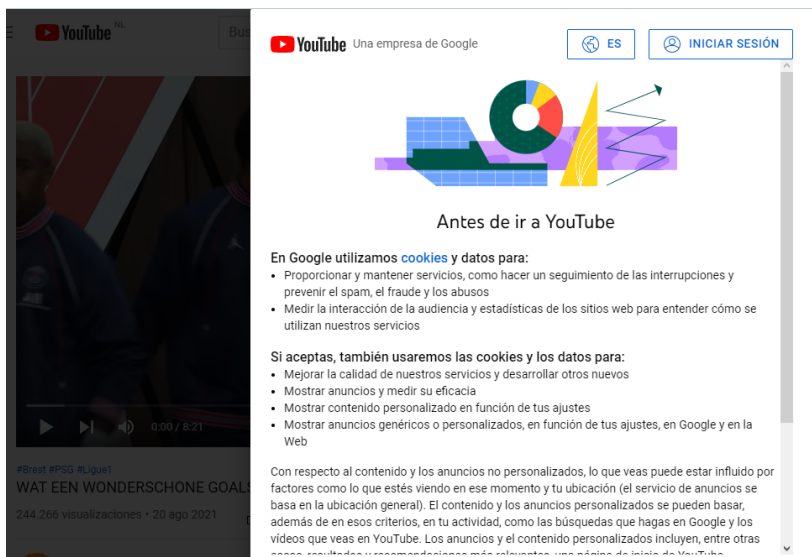 YouTube NL
Bus
YouTube Una empresa de Google
ES
INICIAR SESIÓN
Antes de ir a YouTube
En Google utilizamos cookies y datos para:
• Proporcionar y mantener servicios, como hacer un seguimiento de las interrupciones y
prevenir el spam, el fraude y los abusos
• Medir la interacción de la audiencia y estadísticas de los sitios web para entender cómo se
utilizan nuestros servicios
Si aceptas, también usaremos las cookies y los datos para:
• Mejorar la calidad de nuestros servicios y desarrollar otros nuevos
• Mostrar anuncios y medir su eficacia
• Mostrar contenido personalizado en función de tus ajustes
• Mostrar anuncios genéricos o personalizados, en función de tus ajustes, en Google y en la
Web
Con respecto al contenido y los anuncios no personalizados, lo que veas puede estar influido por
factores como lo que estés viendo en ese momento y tu ubicación (el servicio de anuncios se
basa en la ubicación general). El contenido y los anuncios personalizados se pueden basar,
además de en esos criterios, en tu actividad, como las búsquedas que hagas en Google y los
vídeos que veas en YouTube. Los anuncios y el contenido personalizados incluyen, entre otras
0:00 / 8:21
#Brest #PSG #Ligue1
WAT EEN WONDERSCHONE GOALS
244.266 visualizaciones • 20 ago 2021